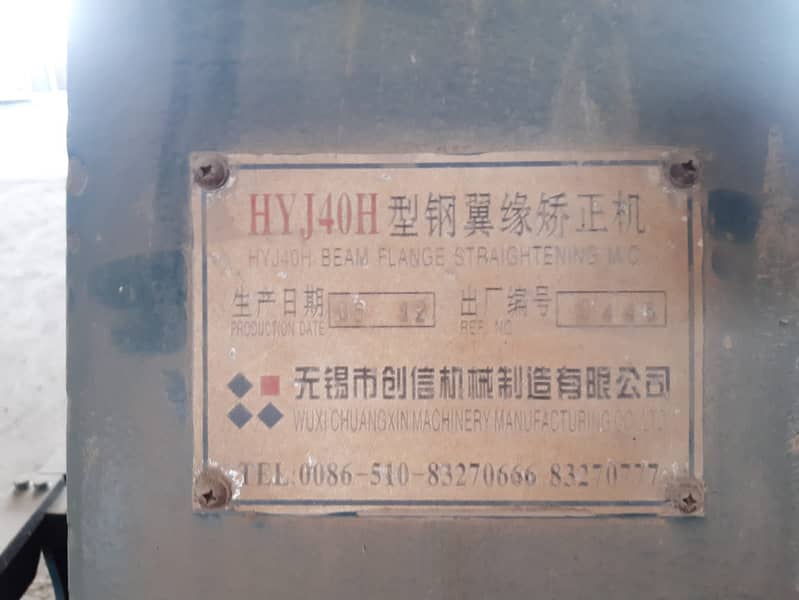 HYJ40H型钢翼缘矫正机
HYJ40H BEAM FLANGE STRAIGHTENING M/C
生产日期 出厂编号
PRODUCTION DATE REF. NO
无锡市创信机械制造有限公司
WUXI CHUANGXIN MACHINERY MANUFACTURING CO.,LTD
TEL:0086-510-83270666 83270777